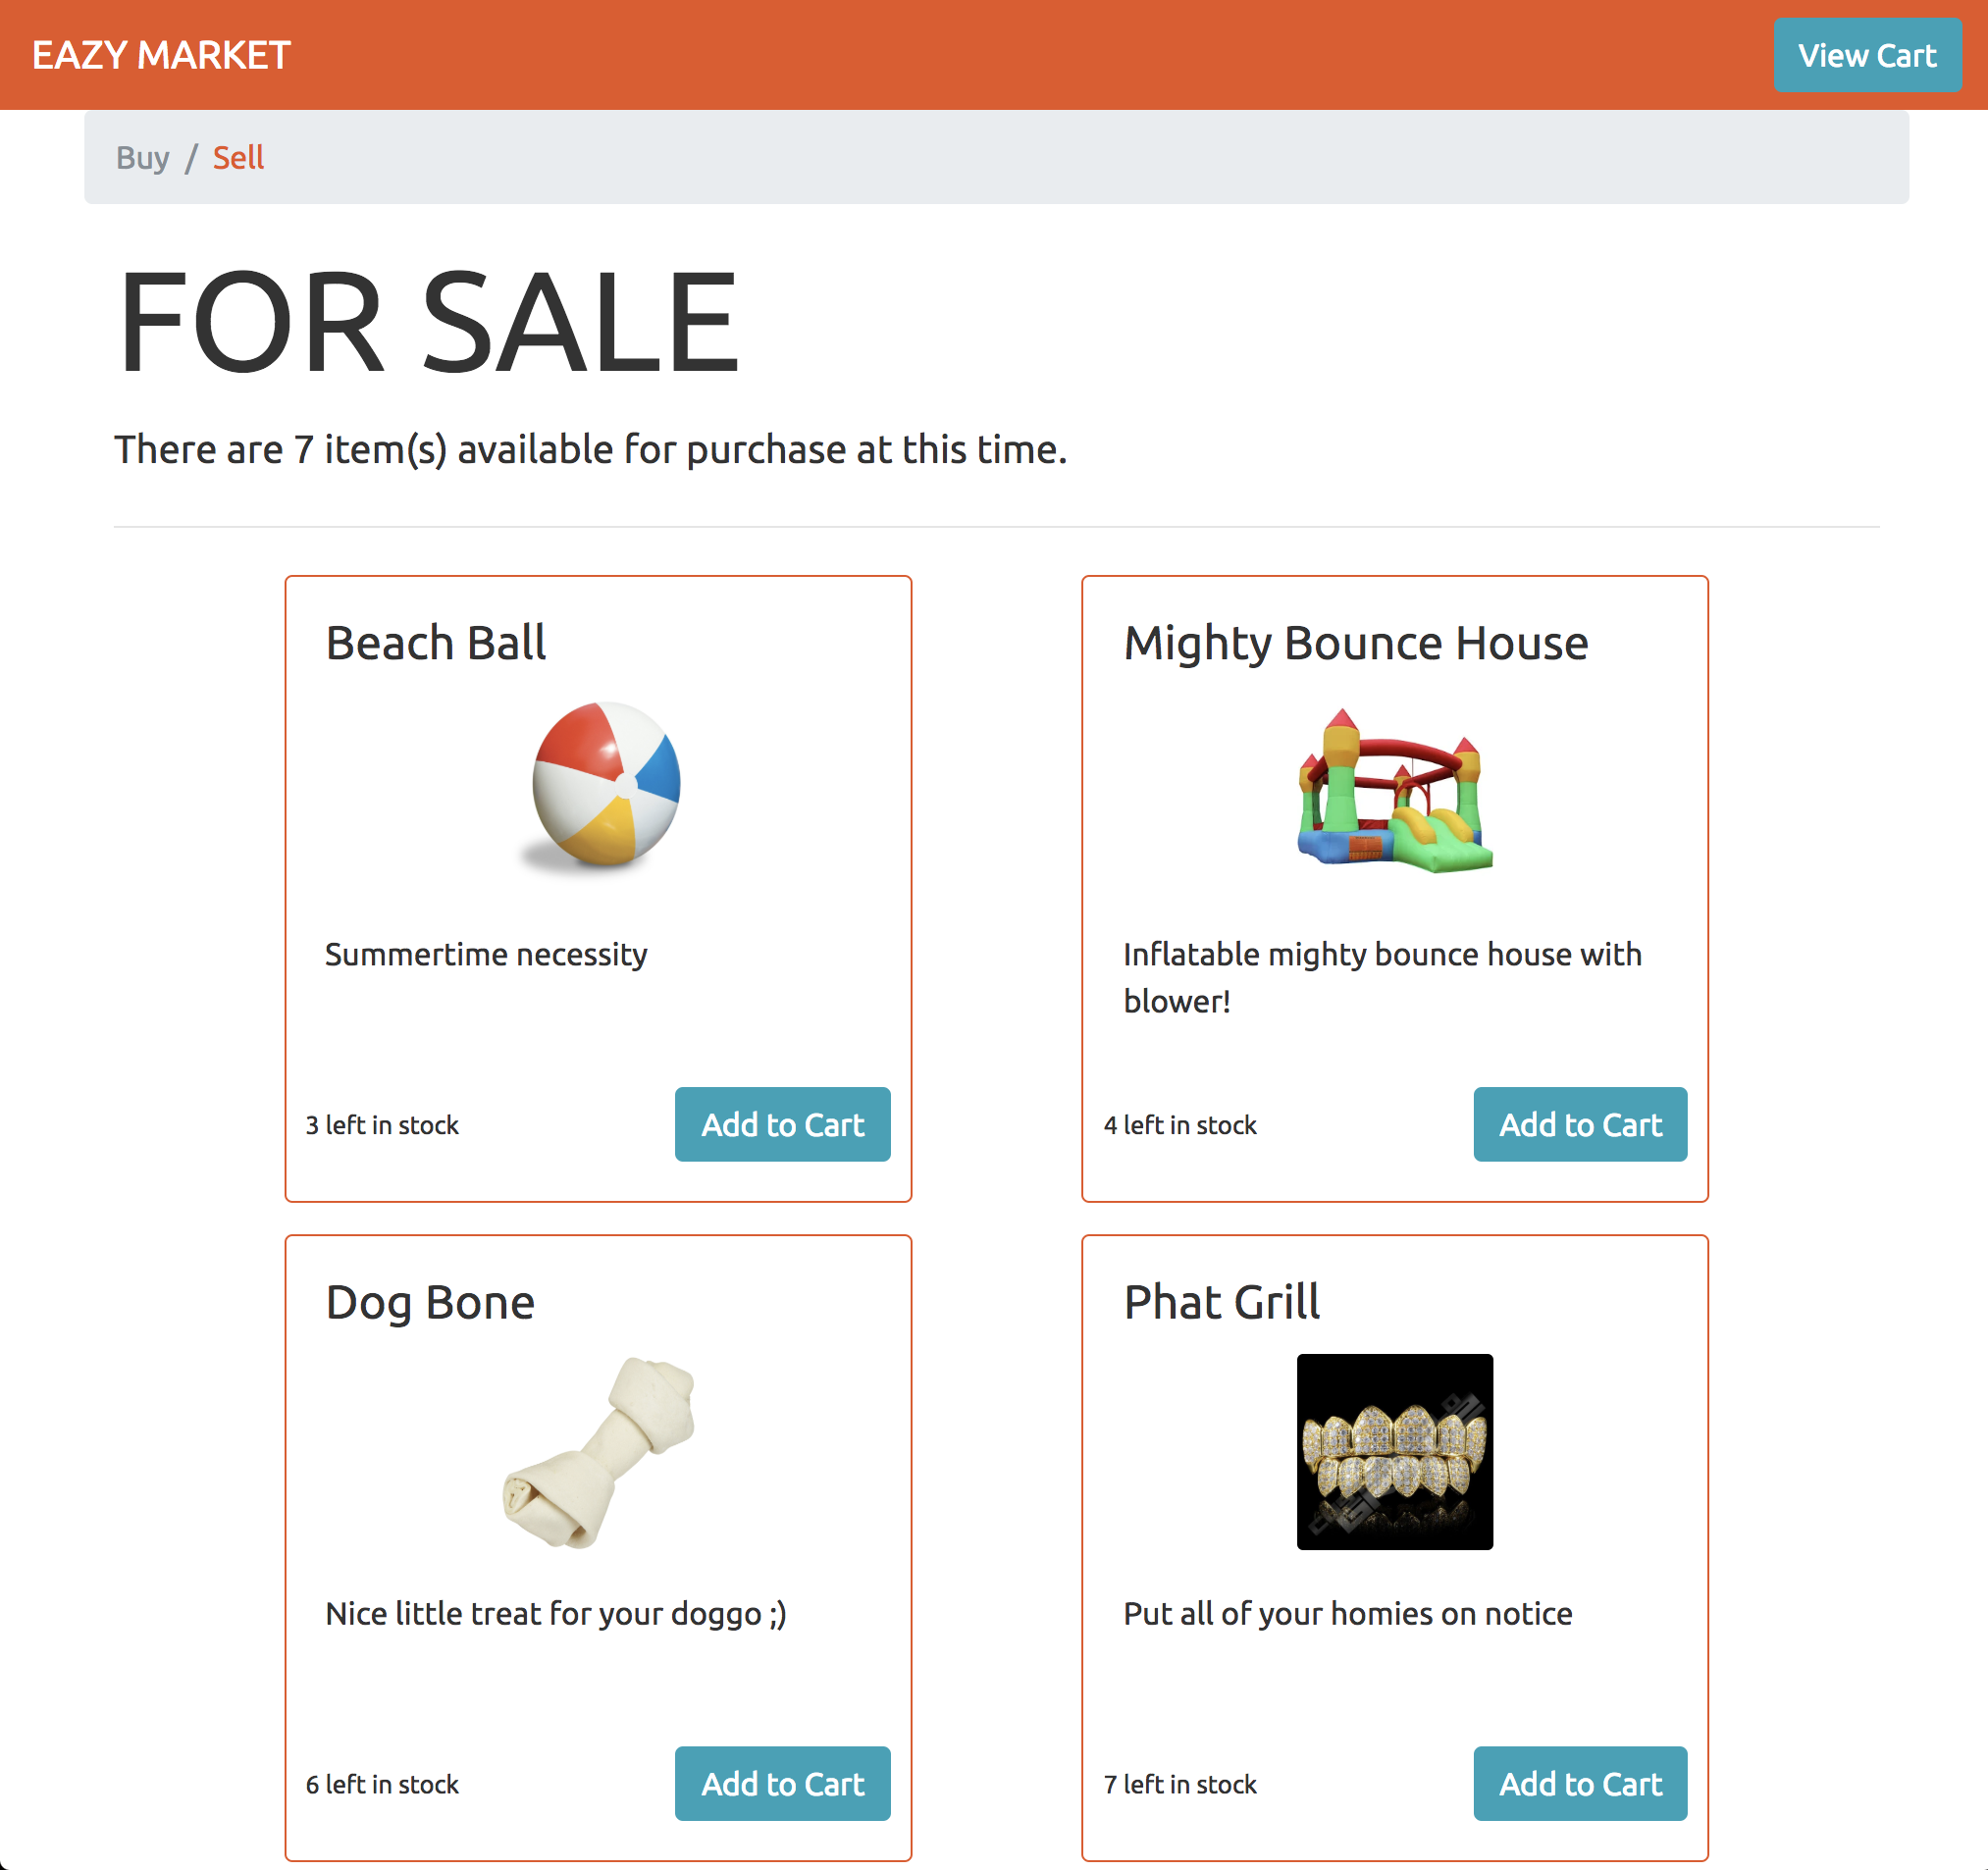 EAZY MARKET
View Cart
Buy / Sell
FOR SALE
There are 7 item(s) available for purchase at this time.
Beach Ball
Summertime necessity
3 left in stock
Add to Cart
Mighty Bounce House
Inflatable mighty bounce house with
blower!
4 left in stock
Add to Cart
Dog Bone
Nice little treat for your doggo ;)
6 left in stock
Add to Cart
Phat Grill
Put all of your homies on notice
7 left in stock
Add to Cart